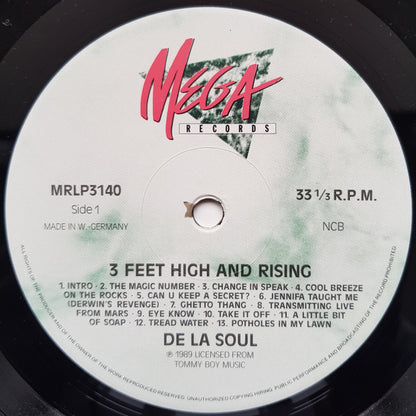 MEGA
RECORDS
MRLP3140
33 1/3 R.P.M.
Side 1
MADE IN W.-GERMANY
NCB
3 FEET HIGH AND RISING
1. INTRO · 2. THE MAGIC NUMBER · 3. CHANGE IN SPEAK · 4. COOL BREEZE
ON THE ROCKS · 5. CAN U KEEP A SECRET? · 6. JENNIFA TAUGHT ME
(DERWIN'S REVENGE) · 7. GHETTO THANG · 8. TRANSMITTING LIVE
FROM MARS · 9. EYE KNOW · 10. TAKE IT OFF · 11. A LITTLE BIT
OF SOAP · 12. TREAD WATER · 13. POTHOLES IN MY LAWN
DE LA SOUL
℗ 1989 LICENSED FROM
TOMMY BOY MUSIC
ALL RIGHTS OF THE PRODUCER AND OF THE OWNER OF THE WORK REPRODUCED RESERVED. UNAUTHORIZED COPYING, HIRING, PUBLIC PERFORMANCE AND BROADCASTING OF THIS RECORD PROHIBITED.